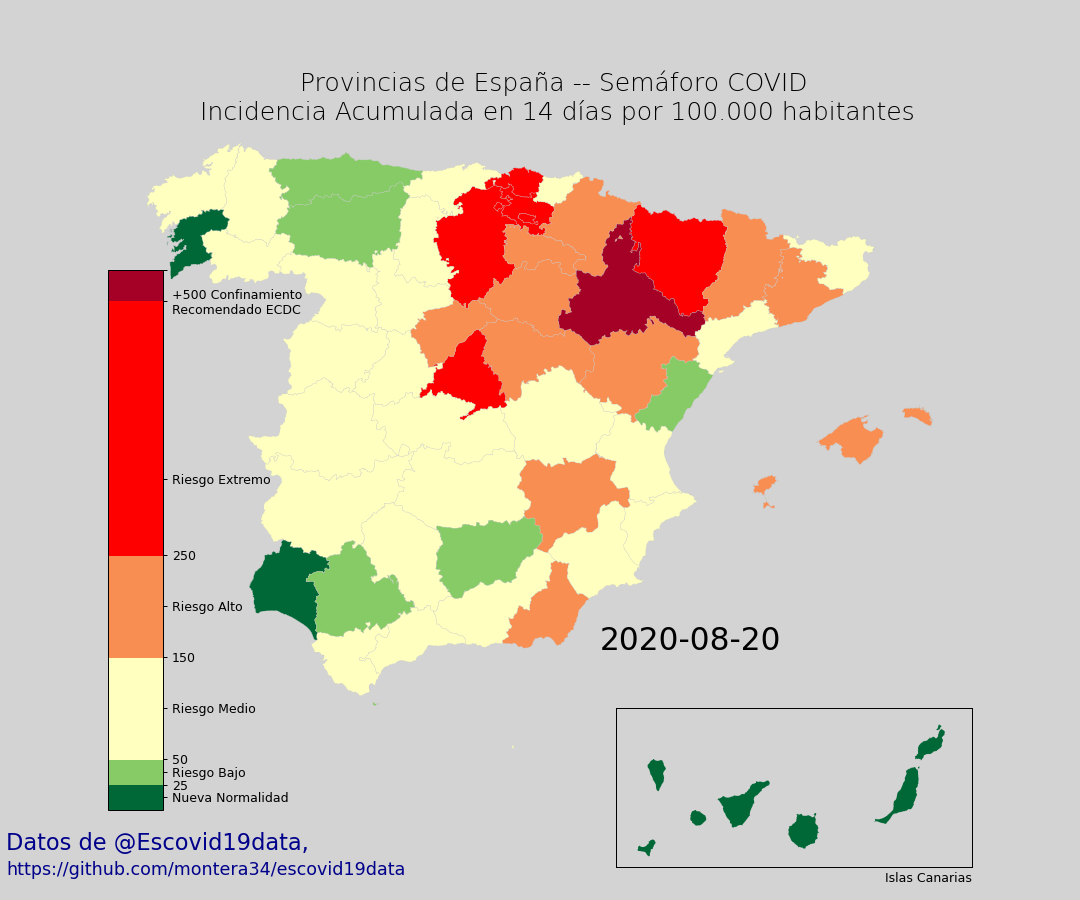 Provincias de España -- Semáforo COVID
Incidencia Acumulada en 14 días por 100.000 habitantes
+500 Confinamiento
Recomendado ECDC
Riesgo Extremo
250
Riesgo Alto
150
Riesgo Medio
50
Riesgo Bajo
25
Nueva Normalidad
2020-08-20
Islas Canarias
Datos de @Escovid19data,
https://github.com/montera34/escovid19data